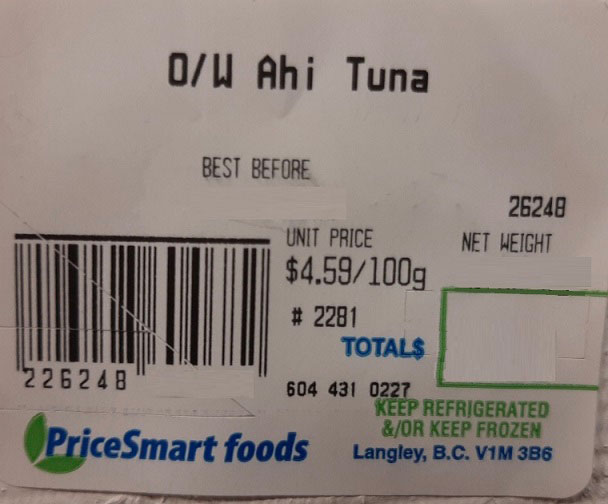 O/W Ahi Tuna
BEST BEFORE
26248
UNIT PRICE
NET WEIGHT
$4.59/100g
# 2281
TOTAL$
226248
604 431 0227
KEEP REFRIGERATED
&/OR KEEP FROZEN
PriceSmart foods
Langley, B.C. V1M 3B6